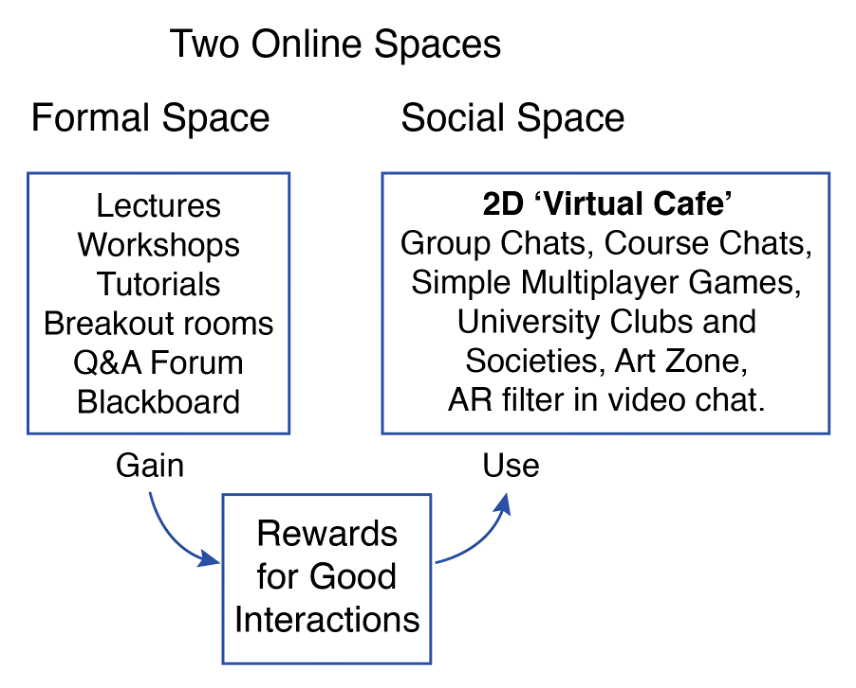 Two Online Spaces
Formal Space
Social Space
Lectures
Workshops
Tutorials
Breakout rooms
Q&A Forum
Blackboard
2D ‘Virtual Cafe’
Group Chats, Course Chats,
Simple Multiplayer Games,
University Clubs and
Societies, Art Zone,
AR filter in video chat.
Gain
Use
Rewards
for Good
Interactions